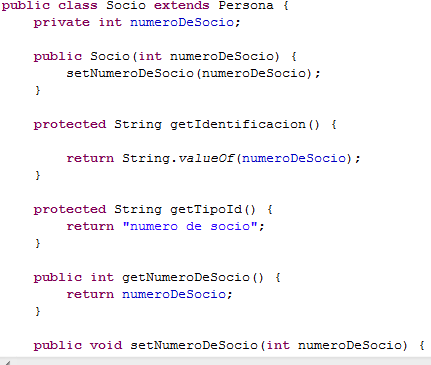 public class Socio extends Persona {
    private int numeroDeSocio;

    public Socio(int numeroDeSocio) {
        setNumeroDeSocio(numeroDeSocio);
    }

    protected String getIdentificacion() {

        return String.valueOf(numeroDeSocio);
    }

    protected String getTipoId() {
        return "numero de socio";
    }

    public int getNumeroDeSocio() {
        return numeroDeSocio;
    }

    public void setNumeroDeSocio(int numeroDeSocio) {